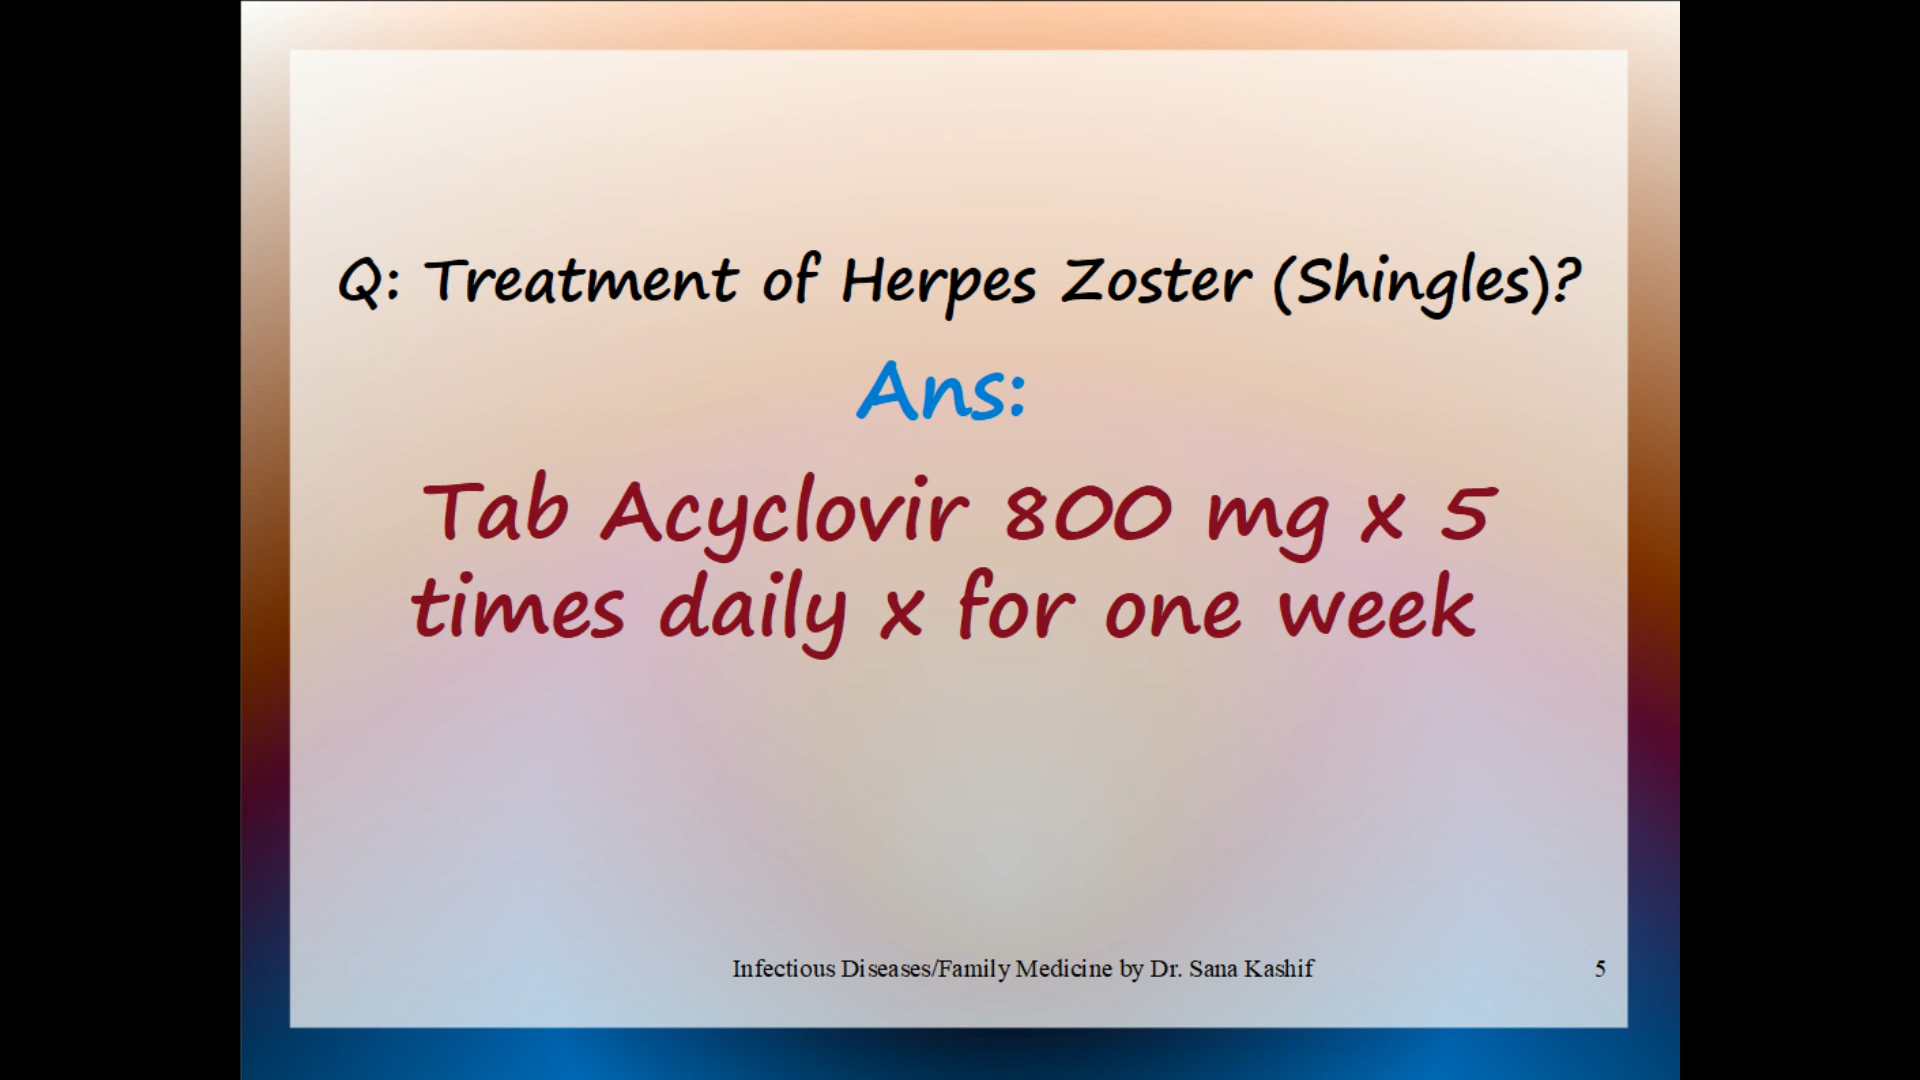 Q: Treatment of Herpes Zoster (Shingles)?
Ans:
Tab Acyclovir 800 mg x 5
times daily x for one week
Infectious Diseases/Family Medicine by Dr. Sana Kashif
5